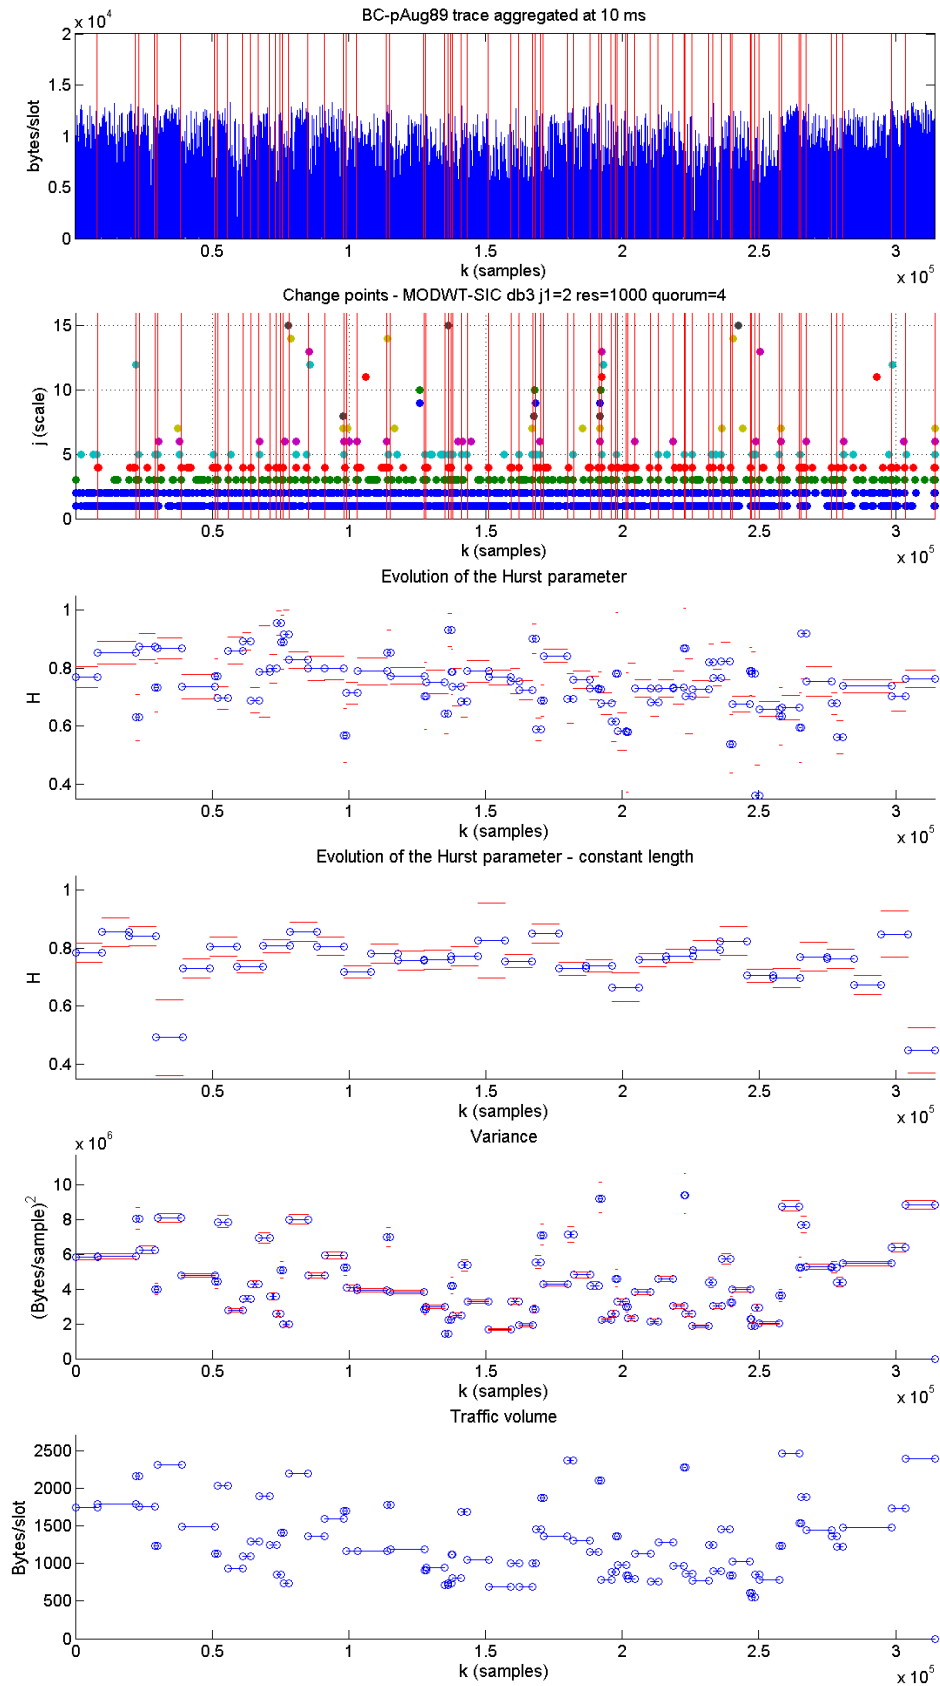 BC-pAug89 trace aggregated at 10 ms
x 10^4
2
1.5
1
0.5
0
bytes/slot
0.5 1 1.5 2 2.5 3
k (samples)
x 10^5
Change points - MODWT-SIC db3 j1=2 res=1000 quorum=4
15
10
5
0
j (scale)
0.5 1 1.5 2 2.5 3
k (samples)
x 10^5
Evolution of the Hurst parameter
1
0.8
0.6
0.4
H
0.5 1 1.5 2 2.5 3
k (samples)
x 10^5
Evolution of the Hurst parameter - constant length
1
0.8
0.6
0.4
H
0.5 1 1.5 2 2.5 3
k (samples)
x 10^5
Variance
x 10^6
10
8
6
4
2
0
(Bytes/sample)^2
0 0.5 1 1.5 2 2.5 3
k (samples)
x 10^5
Traffic volume
2500
2000
1500
1000
500
0
Bytes/slot
0 0.5 1 1.5 2 2.5 3
k (samples)
x 10^5